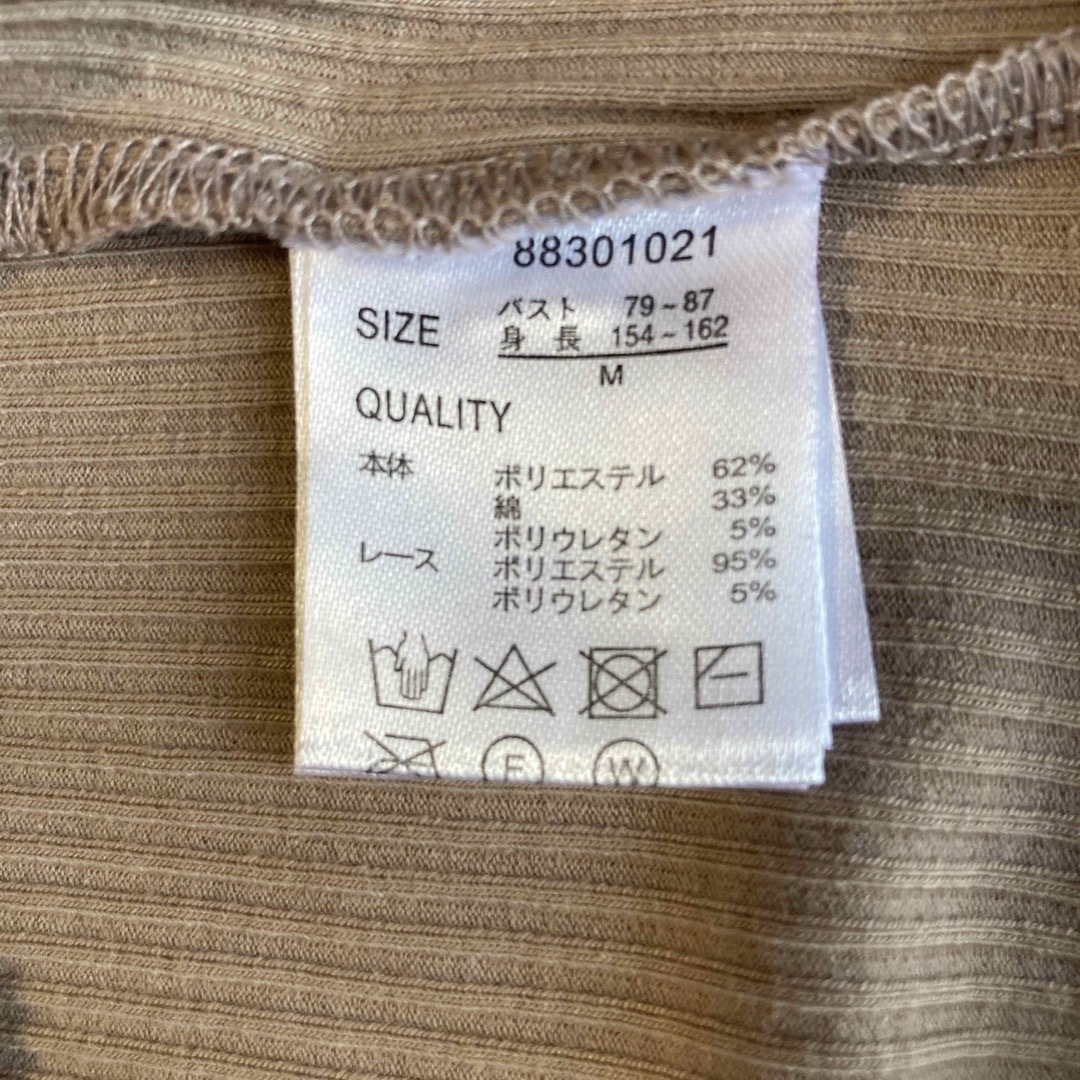 88301021
SIZE バスト 79~87
身長 154~162
M
QUALITY
本体 ポリエステル 62%
綿 33%
ポリウレタン 5%
レース ポリエステル 95%
ポリウレタン 5%
F W